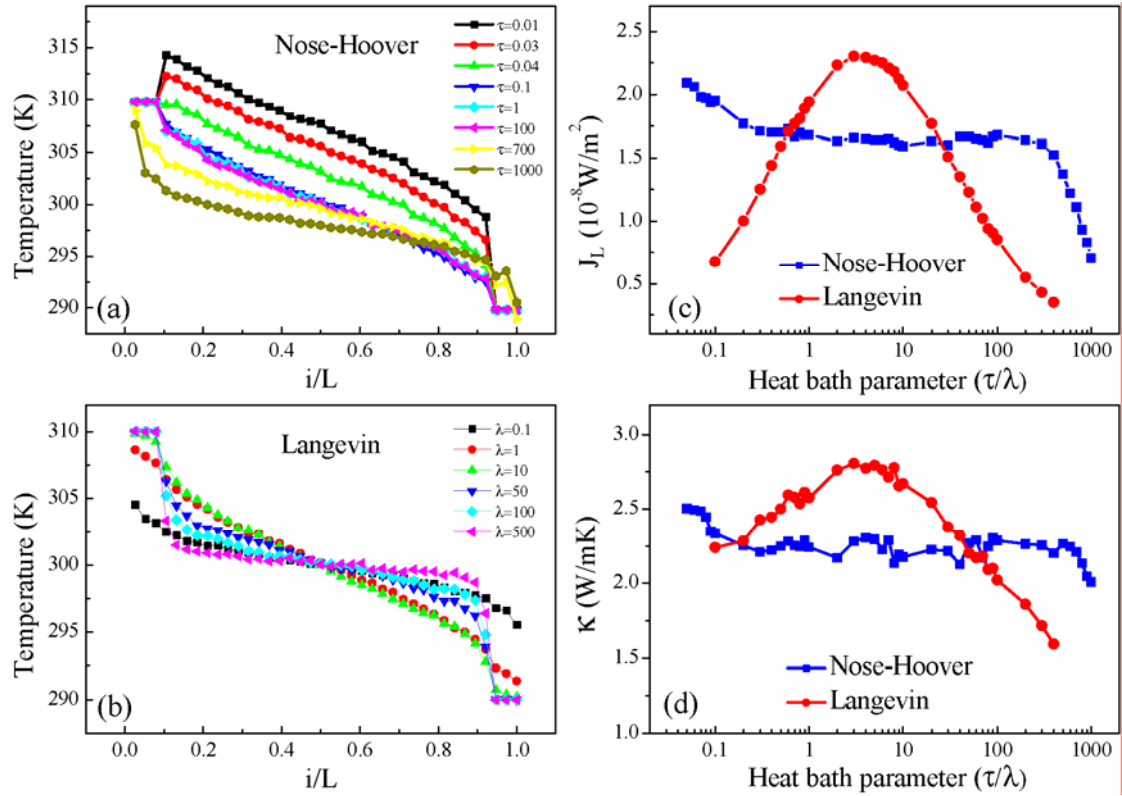 (a)
Nose-Hoover
τ=0.01
τ=0.03
τ=0.04
τ=0.1
τ=1
τ=100
τ=700
τ=1000
Temperature (K)
315
310
305
300
295
290
0.0 0.2 0.4 0.6 0.8 1.0
i/L
(b)
Langevin
λ=0.1
λ=1
λ=10
λ=50
λ=100
λ=500
Temperature (K)
310
305
300
295
290
0.0 0.2 0.4 0.6 0.8 1.0
i/L
(c)
Nose-Hoover
Langevin
J_L (10⁻⁸W/m²)
2.5
2.0
1.5
1.0
0.5
0.1 1 10 100 1000
Heat bath parameter (τ/λ)
(d)
Nose-Hoover
Langevin
κ (W/mK)
3.0
2.5
2.0
1.5
1.0
0.1 1 10 100 1000
Heat bath parameter (τ/λ)